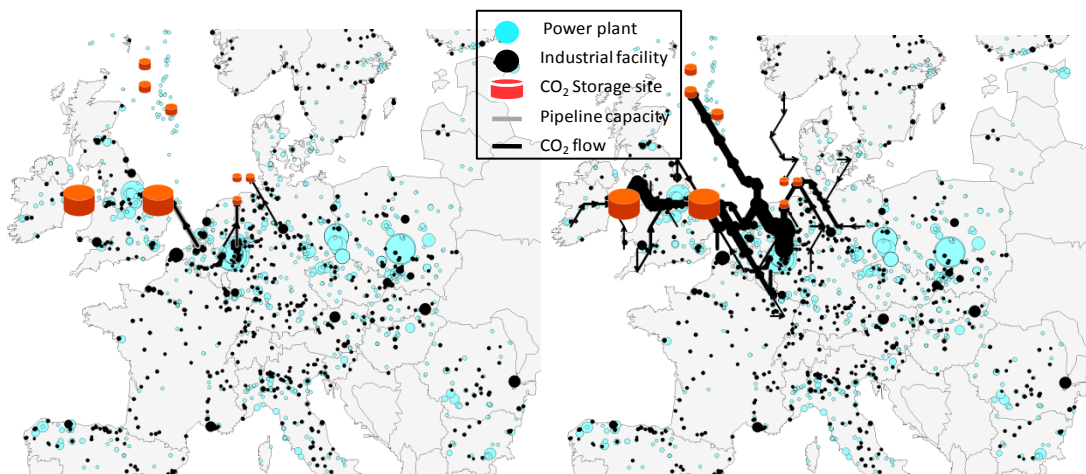 Power plant
Industrial facility
CO₂ Storage site
Pipeline capacity
CO₂ flow